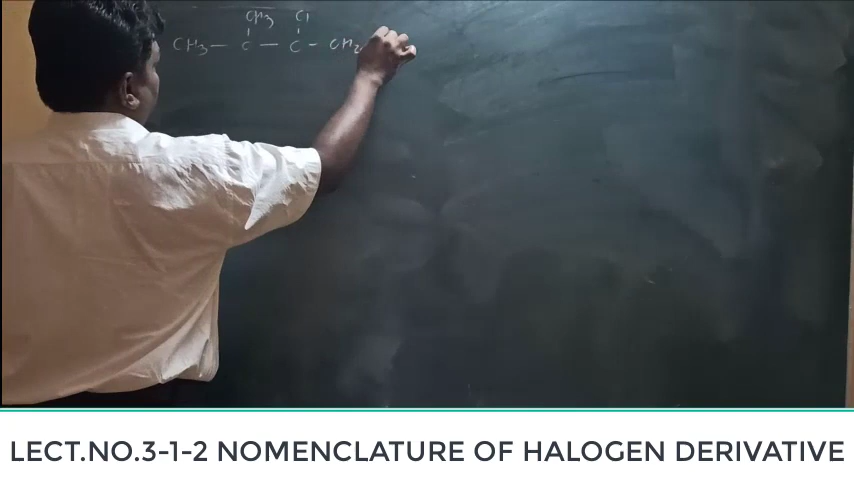 CH3 Cl
CH3 — C — C - CH2
LECT.NO.3-1-2 NOMENCLATURE OF HALOGEN DERIVATIVE